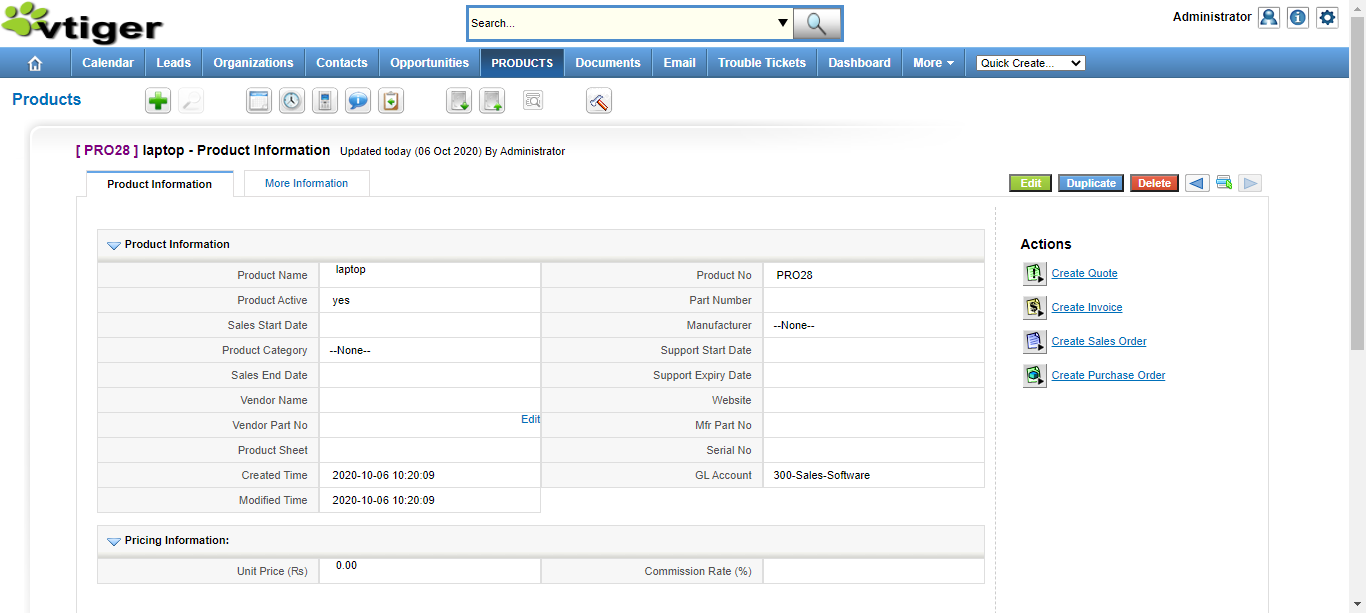 vtiger
Search...
Administrator
Calendar Leads Organizations Contacts Opportunities PRODUCTS Documents Email Trouble Tickets Dashboard More Quick Create...
Products
[ PRO28 ] laptop - Product Information Updated today (06 Oct 2020) By Administrator
Product Information More Information Edit Duplicate Delete
Product Information
Product Name laptop Product No PRO28
Product Active yes Part Number
Sales Start Date Manufacturer --None--
Product Category --None-- Support Start Date
Sales End Date Support Expiry Date
Vendor Name Website
Vendor Part No Edit Mfr Part No
Product Sheet Serial No
Created Time 2020-10-06 10:20:09 GL Account 300-Sales-Software
Modified Time 2020-10-06 10:20:09
Pricing Information:
Unit Price (Rs) 0.00 Commission Rate (%)
Actions
Create Quote
Create Invoice
Create Sales Order
Create Purchase Order